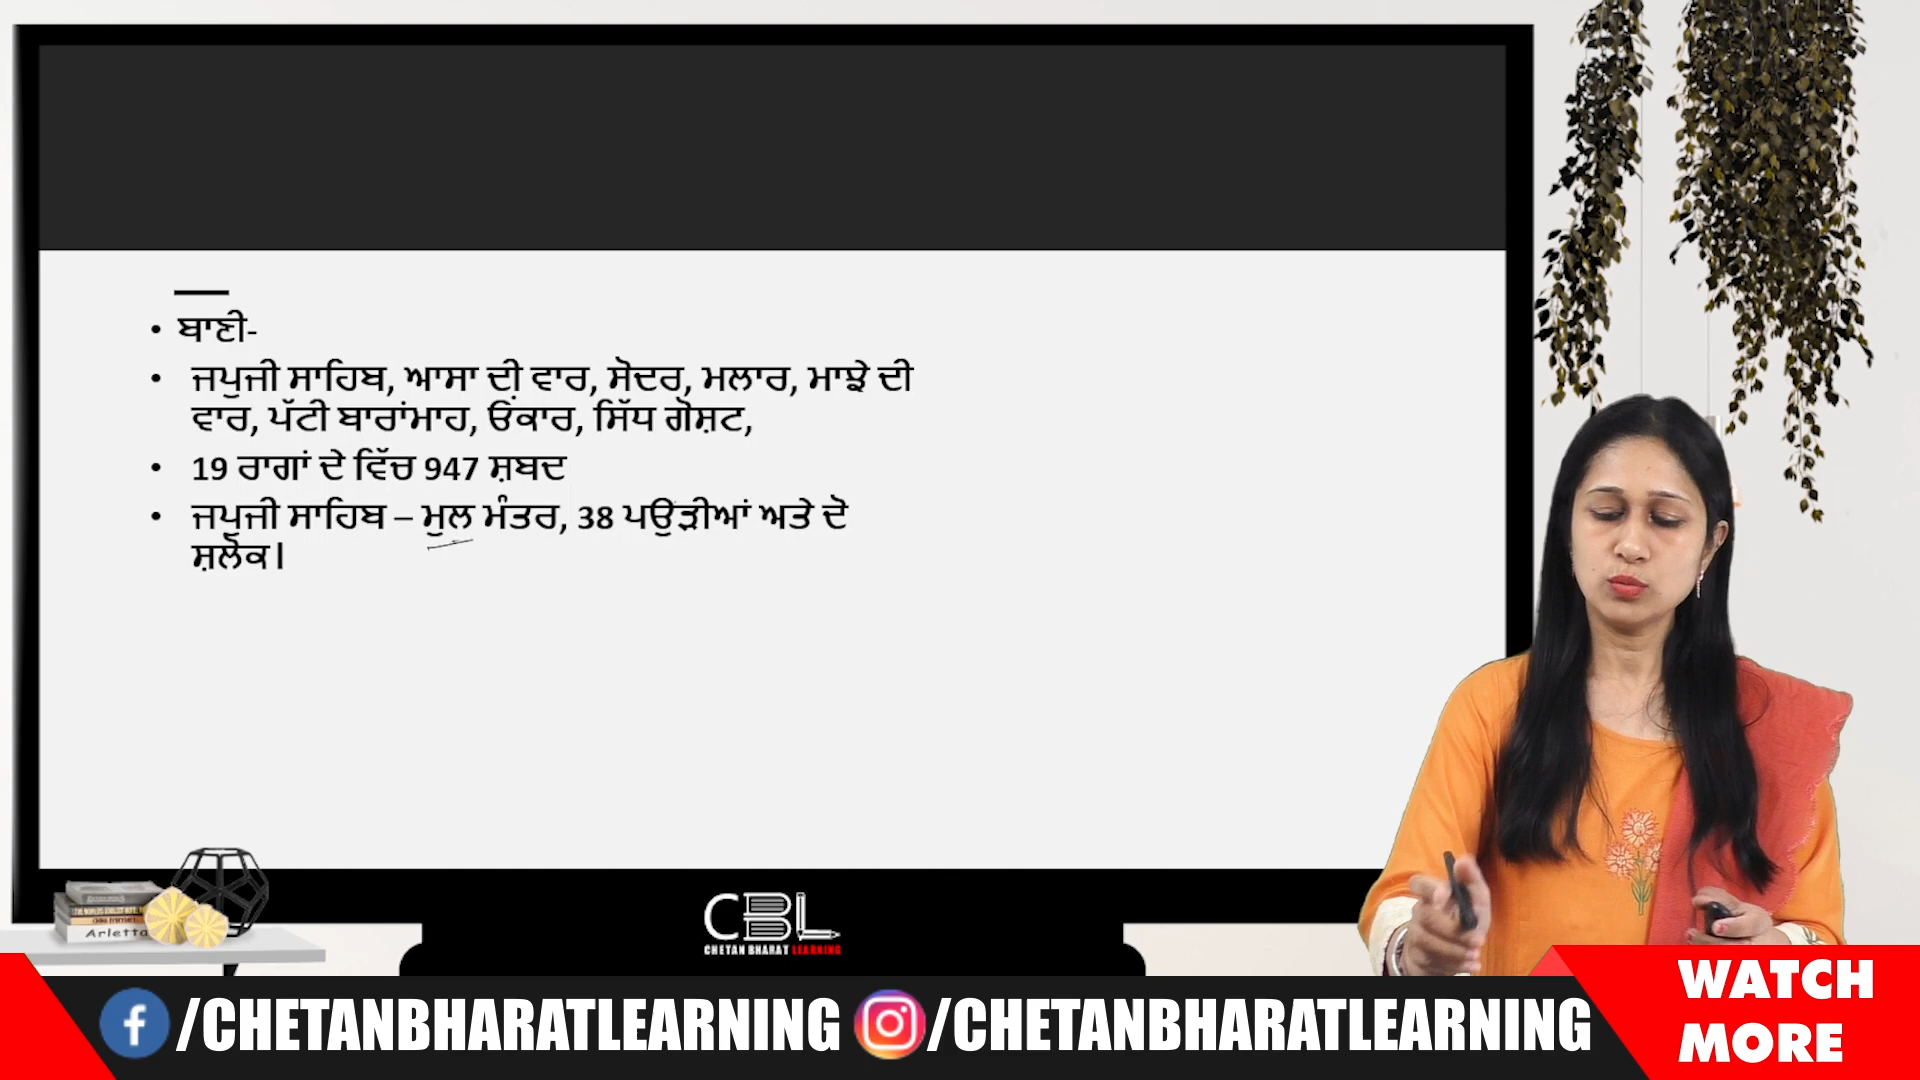 ਬਾਣੀ-
ਜਪੁਜੀ ਸਾਹਿਬ, ਆਸਾ ਦੀ ਵਾਰ, ਸੋਦਰ, ਮਲਾਰ, ਮਾਝੇ ਦੀ
ਵਾਰ, ਪੱਟੀ ਬਾਰਾਂਮਾਹ, ਓਂਕਾਰ, ਸਿੱਧ ਗੋਸ਼ਟ,
19 ਰਾਗਾਂ ਦੇ ਵਿੱਚ 947 ਸ਼ਬਦ
ਜਪੁਜੀ ਸਾਹਿਬ – ਮੁਲ ਮੰਤਰ, 38 ਪਉੜੀਆਂ ਅਤੇ ਦੋ
ਸ਼ਲੋਕ।
Arletta
CBL
CHETAN BHARAT LEARNING
/CHETANBHARATLEARNING /CHETANBHARATLEARNING
WATCH
MORE